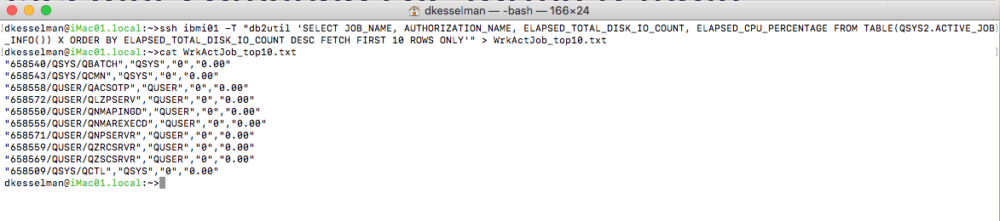 dkesselman — -bash — 166×24
[dkesselman@iMac01.local:~>ssh ibmi01 -T "db2util 'SELECT JOB_NAME, AUTHORIZATION_NAME, ELAPSED_TOTAL_DISK_IO_COUNT, ELAPSED_CPU_PERCENTAGE FROM TABLE(QSYS2.ACTIVE_JOB]
_INFO()) X ORDER BY ELAPSED_TOTAL_DISK_IO_COUNT DESC FETCH FIRST 10 ROWS ONLY'" > WrkActJob_top10.txt
[dkesselman@iMac01.local:~>cat WrkActJob_top10.txt ]
"658540/QSYS/QBATCH","QSYS","0","0.00"
"658543/QSYS/QCMN","QSYS","0","0.00"
"658558/QUSER/QACSOTP","QUSER","0","0.00"
"658572/QUSER/QLZPSERV","QUSER","0","0.00"
"658550/QUSER/QNMAPINGD","QUSER","0","0.00"
"658555/QUSER/QNMAREXECD","QUSER","0","0.00"
"658571/QUSER/QNPSERVR","QUSER","0","0.00"
"658559/QUSER/QZRCSRVR","QUSER","0","0.00"
"658569/QUSER/QZSCSRVR","QUSER","0","0.00"
"658509/QSYS/QCTL","QSYS","0","0.00"
dkesselman@iMac01.local:~>